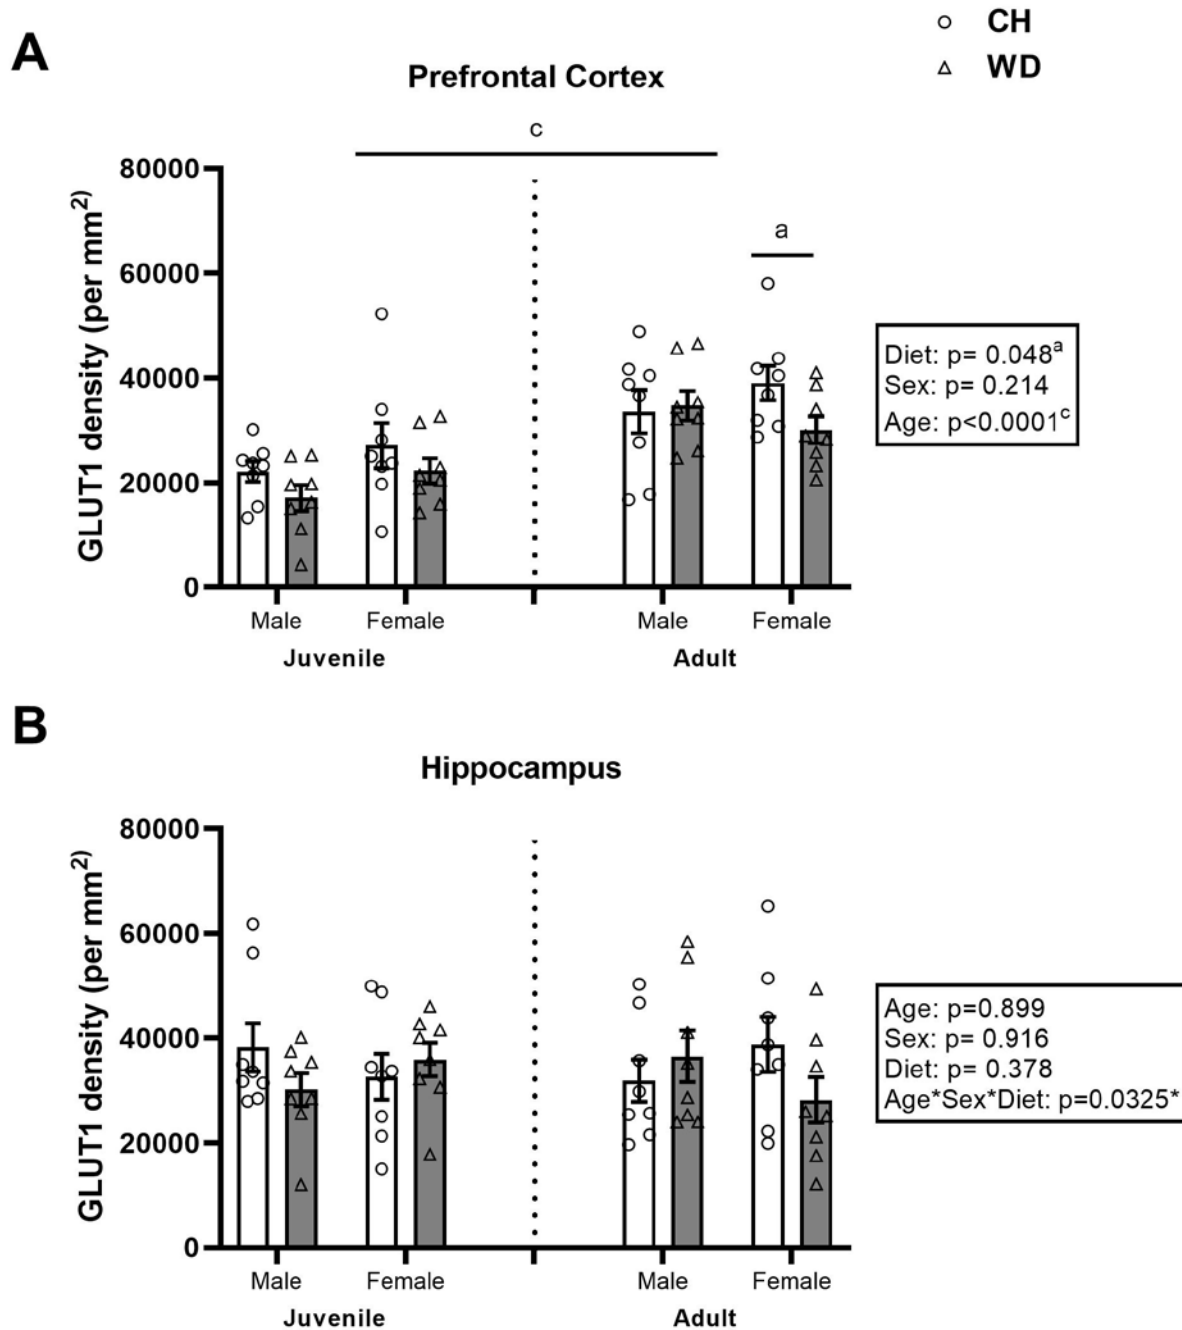 A
CH
WD
Prefrontal Cortex
c
a
GLUT1 density (per mm²)
80000
60000
40000
20000
0
Male
Female
Male
Female
Juvenile
Adult
Diet: p= 0.048ᵃ
Sex: p= 0.214
Age: p<0.0001ᶜ
B
Hippocampus
GLUT1 density (per mm²)
80000
60000
40000
20000
0
Male
Female
Male
Female
Juvenile
Adult
Age: p=0.899
Sex: p= 0.916
Diet: p= 0.378
Age*Sex*Diet: p=0.0325*